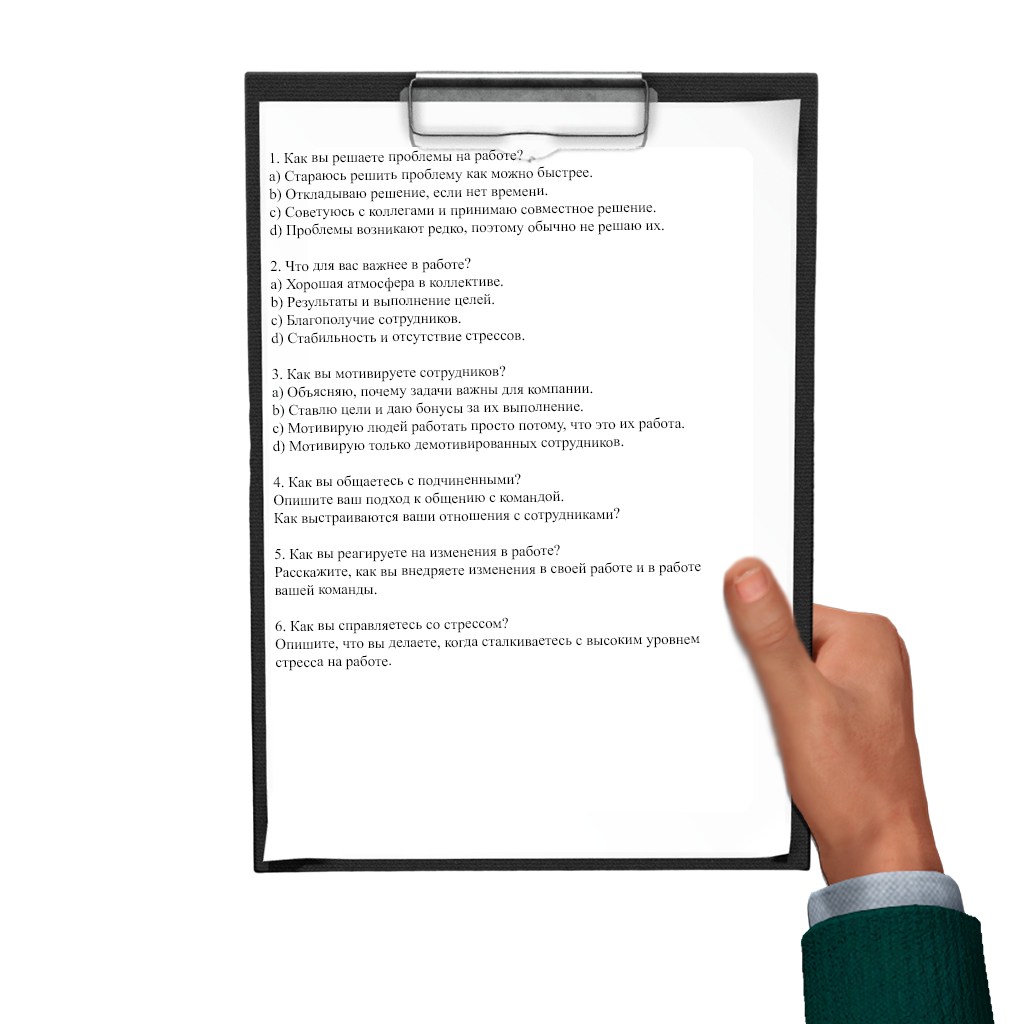 1. Как вы решаете проблемы на работе?
a) Стараюсь решить проблему как можно быстрее.
b) Откладываю решение, если нет времени.
c) Советуюсь с коллегами и принимаю совместное решение.
d) Проблемы возникают редко, поэтому обычно не решаю их.
2. Что для вас важнее в работе?
a) Хорошая атмосфера в коллективе.
b) Результаты и выполнение целей.
c) Благополучие сотрудников.
d) Стабильность и отсутствие стрессов.
3. Как вы мотивируете сотрудников?
a) Объясняю, почему задачи важны для компании.
b) Ставлю цели и даю бонусы за их выполнение.
c) Мотивирую людей работать просто потому, что это их работа.
d) Мотивирую только демотивированных сотрудников.
4. Как вы общаетесь с подчиненными?
Опишите ваш подход к общению с командой.
Как выстраиваются ваши отношения с сотрудниками?
5. Как вы реагируете на изменения в работе?
Расскажите, как вы внедряете изменения в своей работе и в работе
вашей команды.
6. Как вы справляетесь со стрессом?
Опишите, что вы делаете, когда сталкиваетесь с высоким уровнем
стресса на работе.